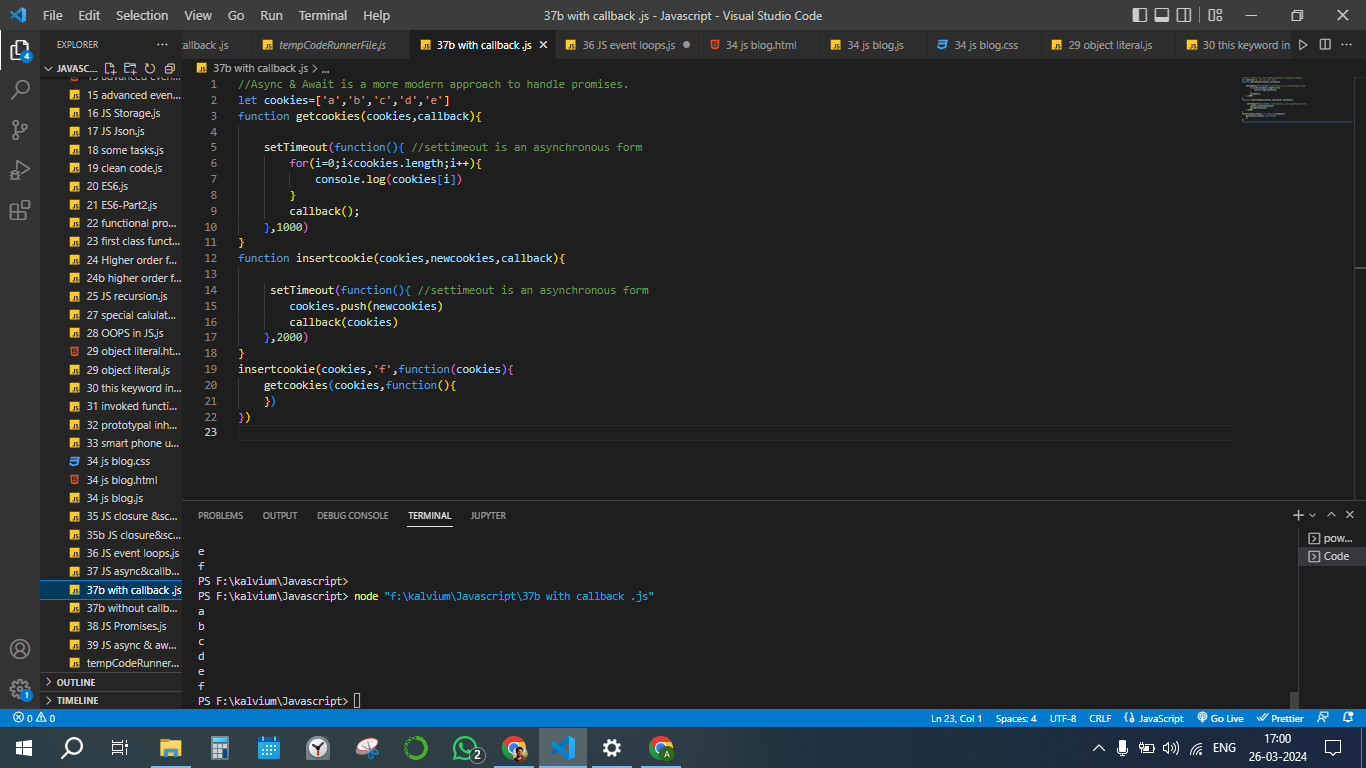 File Edit Selection View Go Run Terminal Help 37b with callback .js - Javascript - Visual Studio Code
EXPLORER ... callback .js tempCodeRunnerFile.js 37b with callback .js 36 JS event loops.js 34 js blog.html 34 js blog.js 34 js blog.css 29 object literal.js 30 this keyword in
JAVASC...
37b with callback .js > ...
15 advanced even...
16 JS Storage.js
17 JS Json.js
18 some tasks.js
19 clean code.js
20 ES6.js
21 ES6-Part2.js
22 functional pro...
23 first class funct...
24 Higher order f...
24b higher order f...
25 JS recursion.js
27 special calulat...
28 OOPS in JS.js
29 object literal.ht...
29 object literal.js
30 this keyword in...
31 invoked functi...
32 prototypal inh...
33 smart phone u...
34 js blog.css
34 js blog.html
34 js blog.js
35 JS closure &sc...
35b JS closure&sc...
36 JS event loops.js
37 JS async&callb...
37b with callback .js
37b without callb...
38 JS Promises.js
39 JS async & aw...
tempCodeRunner...
OUTLINE
TIMELINE
1 //Async & Await is a more modern approach to handle promises.
2 let cookies=['a','b','c','d','e']
3 function getcookies(cookies,callback){
4
5 setTimeout(function(){ //settimeout is an asynchronous form
6 for(i=0;i<cookies.length;i++){
7 console.log(cookies[i])
8 }
9 callback();
10 },1000)
11 }
12 function insertcookie(cookies,newcookies,callback){
13
14 setTimeout(function(){ //settimeout is an asynchronous form
15 cookies.push(newcookies)
16 callback(cookies)
17 },2000)
18 }
19 insertcookie(cookies,'f',function(cookies){
20 getcookies(cookies,function(){
21 })
22 })
23
PROBLEMS OUTPUT DEBUG CONSOLE TERMINAL JUPYTER
pow...
Code
e
f
PS F:\kalvium\Javascript>
PS F:\kalvium\Javascript> node "f:\kalvium\Javascript\37b with callback .js"
a
b
c
d
e
f
PS F:\kalvium\Javascript>
4
1
0 0 Ln 23, Col 1 Spaces: 4 UTF-8 CRLF JavaScript Go Live Prettier
2 A ENG 17:00
26-03-2024